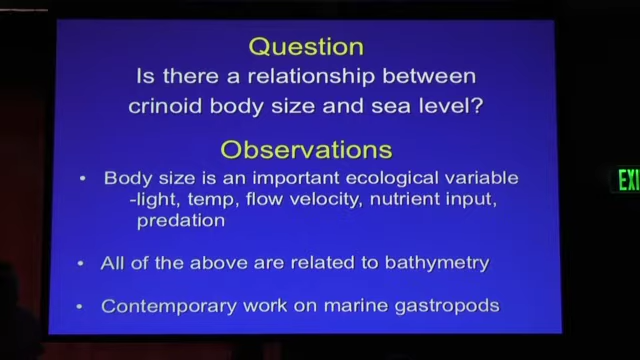 Question
Is there a relationship between
crinoid body size and sea level?
Observations
• Body size is an important ecological variable
-light, temp, flow velocity, nutrient input,
predation
• All of the above are related to bathymetry
• Contemporary work on marine gastropods